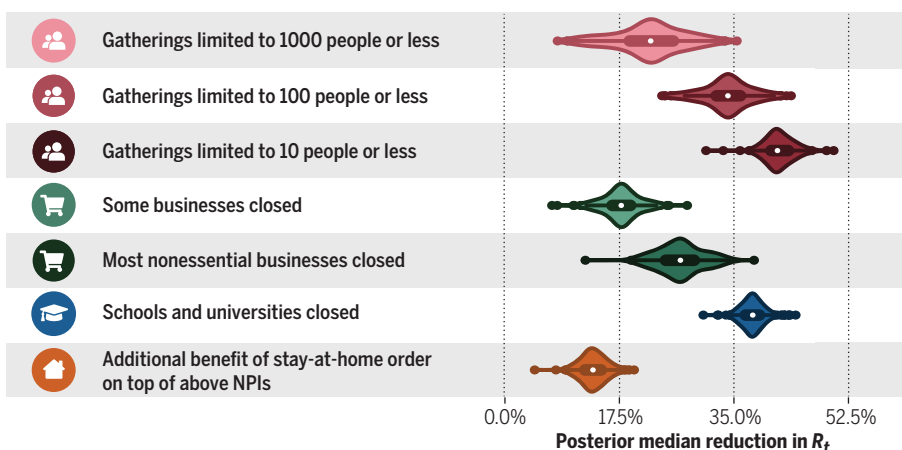 Gatherings limited to 1000 people or less
Gatherings limited to 100 people or less
Gatherings limited to 10 people or less
Some businesses closed
Most nonessential businesses closed
Schools and universities closed
Additional benefit of stay-at-home order
on top of above NPIs
0.0% 17.5% 35.0% 52.5%
Posterior median reduction in Rt